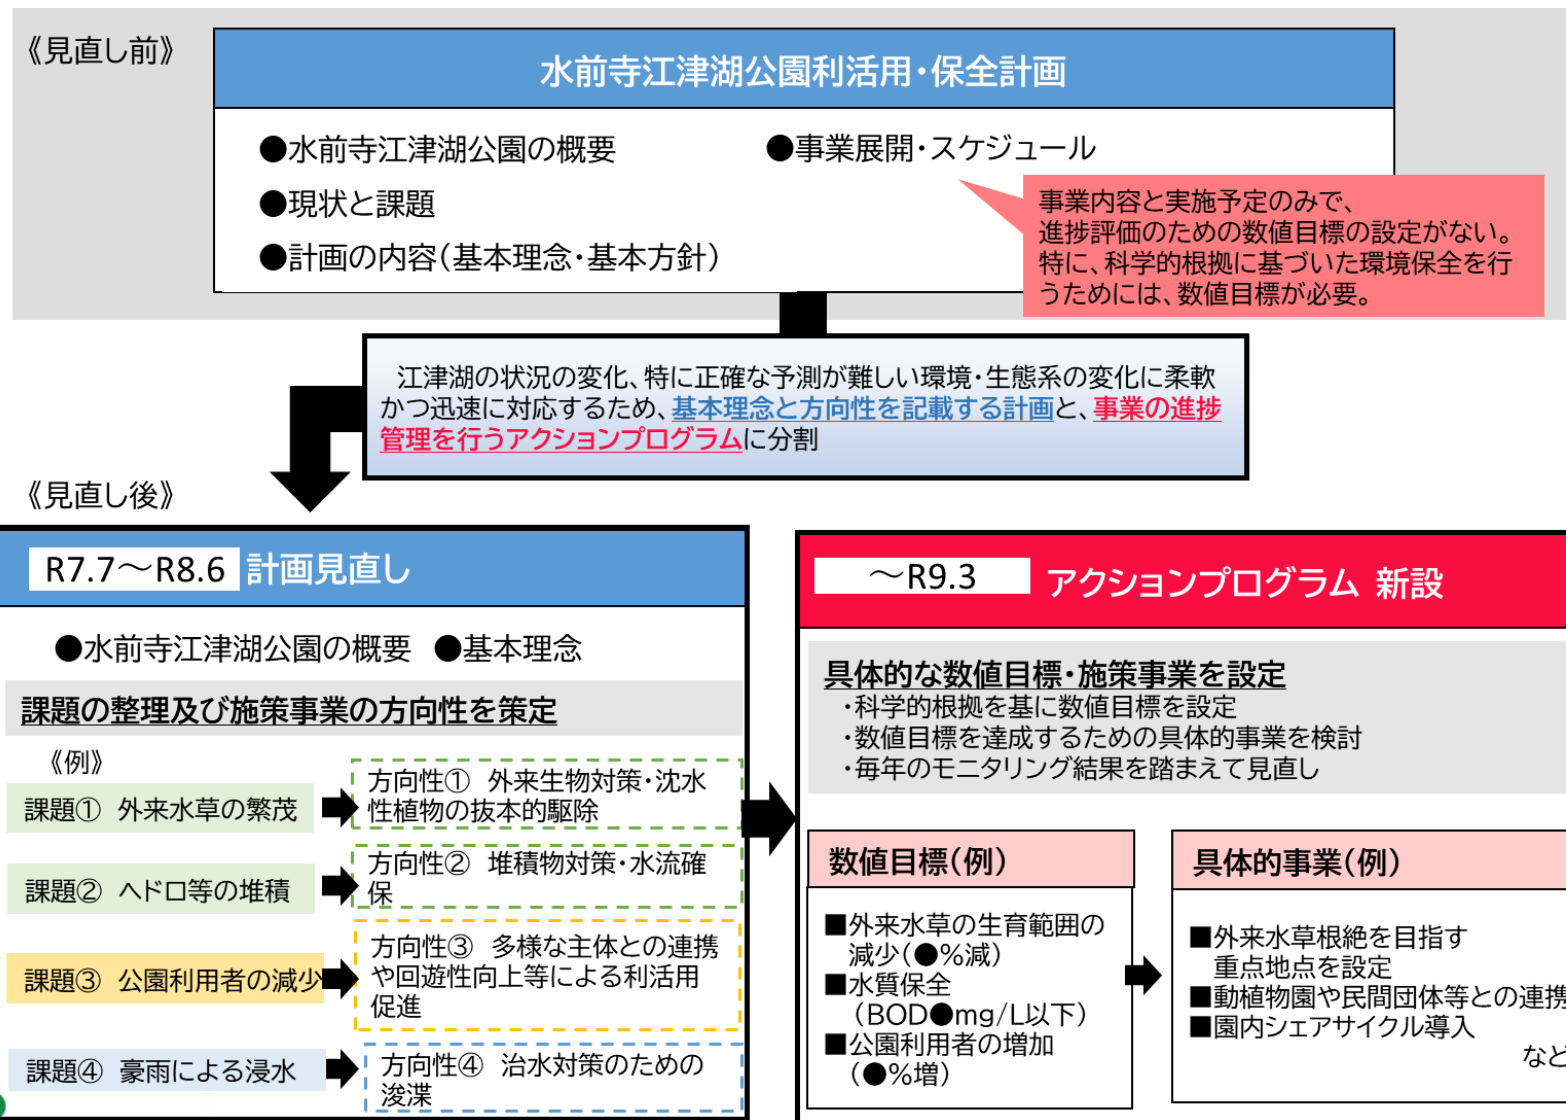 《見直し前》
水前寺江津湖公園利活用・保全計画
●水前寺江津湖公園の概要
●現状と課題
●計画の内容(基本理念・基本方針)
●事業展開・スケジュール
事業内容と実施予定のみで、
進捗評価のための数値目標の設定がない。
特に、科学的根拠に基づいた環境保全を行
うためには、数値目標が必要。
江津湖の状況の変化、特に正確な予測が難しい環境・生態系の変化に柔軟
かつ迅速に対応するため、基本理念と方向性を記載する計画と、事業の進捗
管理を行うアクションプログラムに分割
《見直し後》
R7.7～R8.6 計画見直し
●水前寺江津湖公園の概要 ●基本理念
課題の整理及び施策事業の方向性を策定
《例》
課題① 外来水草の繁茂
方向性① 外来生物対策・沈水
性植物の抜本的駆除
課題② ヘドロ等の堆積
方向性② 堆積物対策・水流確
保
課題③ 公園利用者の減少
方向性③ 多様な主体との連携
や回遊性向上等による利活用
促進
課題④ 豪雨による浸水
方向性④ 治水対策のための
浚渫
～R9.3 アクションプログラム 新設
具体的な数値目標・施策事業を設定
・科学的根拠を基に数値目標を設定
・数値目標を達成するための具体的事業を検討
・毎年のモニタリング結果を踏まえて見直し
数値目標(例)
■外来水草の生育範囲の
減少(●%減)
■水質保全
(BOD●mg/L以下)
■公園利用者の増加
(●%増)
具体的事業(例)
■外来水草根絶を目指す
重点地点を設定
■動植物園や民間団体等との連携
■園内シェアサイクル導入
など